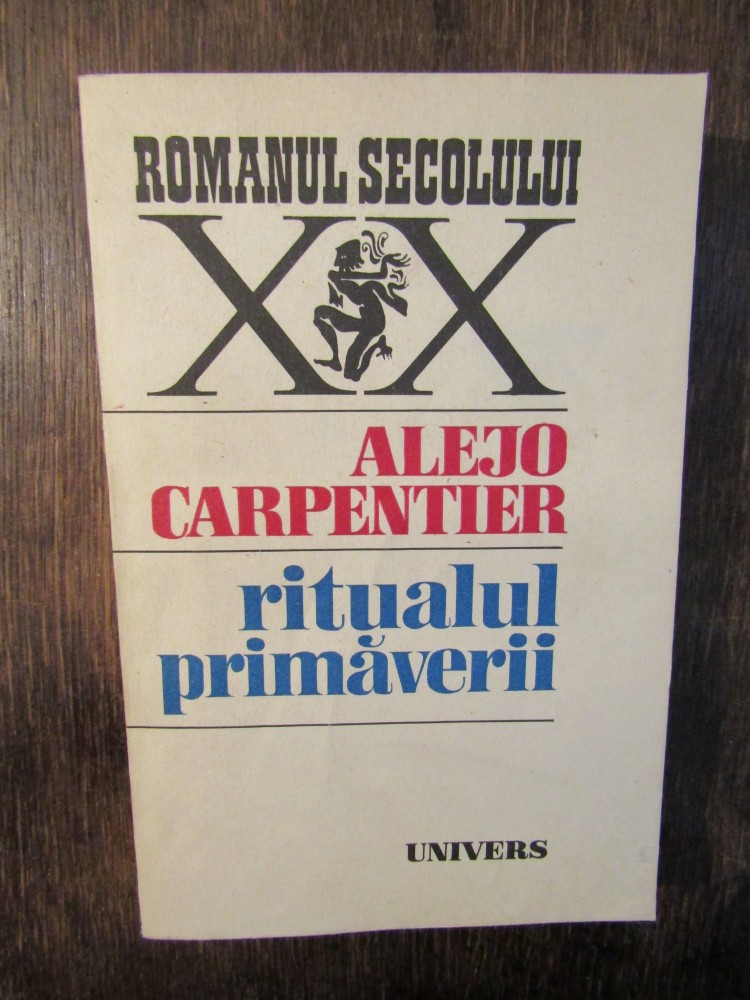 ROMANUL SECOLULUI
XX
ALEJO
CARPENTIER
ritualul
primăverii
UNIVERS